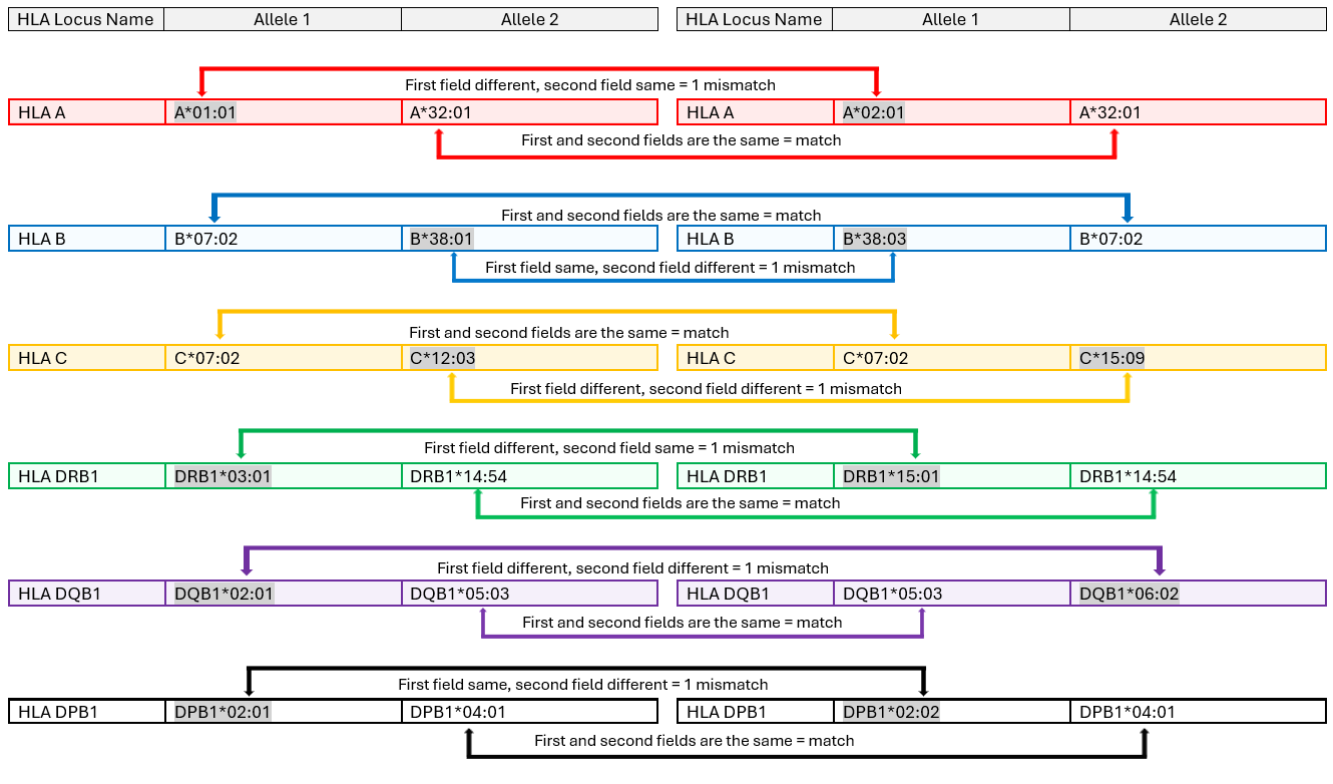 HLA Locus Name Allele 1 Allele 2 HLA Locus Name Allele 1 Allele 2
First field different, second field same = 1 mismatch
HLA A A*01:01 A*32:01 HLA A A*02:01 A*32:01
First and second fields are the same = match
First and second fields are the same = match
HLA B B*07:02 B*38:01 HLA B B*38:03 B*07:02
First field same, second field different = 1 mismatch
First and second fields are the same = match
HLA C C*07:02 C*12:03 HLA C C*07:02 C*15:09
First field different, second field different = 1 mismatch
First field different, second field same = 1 mismatch
HLA DRB1 DRB1*03:01 DRB1*14:54 HLA DRB1 DRB1*15:01 DRB1*14:54
First and second fields are the same = match
First field different, second field different = 1 mismatch
HLA DQB1 DQB1*02:01 DQB1*05:03 HLA DQB1 DQB1*05:03 DQB1*06:02
First and second fields are the same = match
First field same, second field different = 1 mismatch
HLA DPB1 DPB1*02:01 DPB1*04:01 HLA DPB1 DPB1*02:02 DPB1*04:01
First and second fields are the same = match